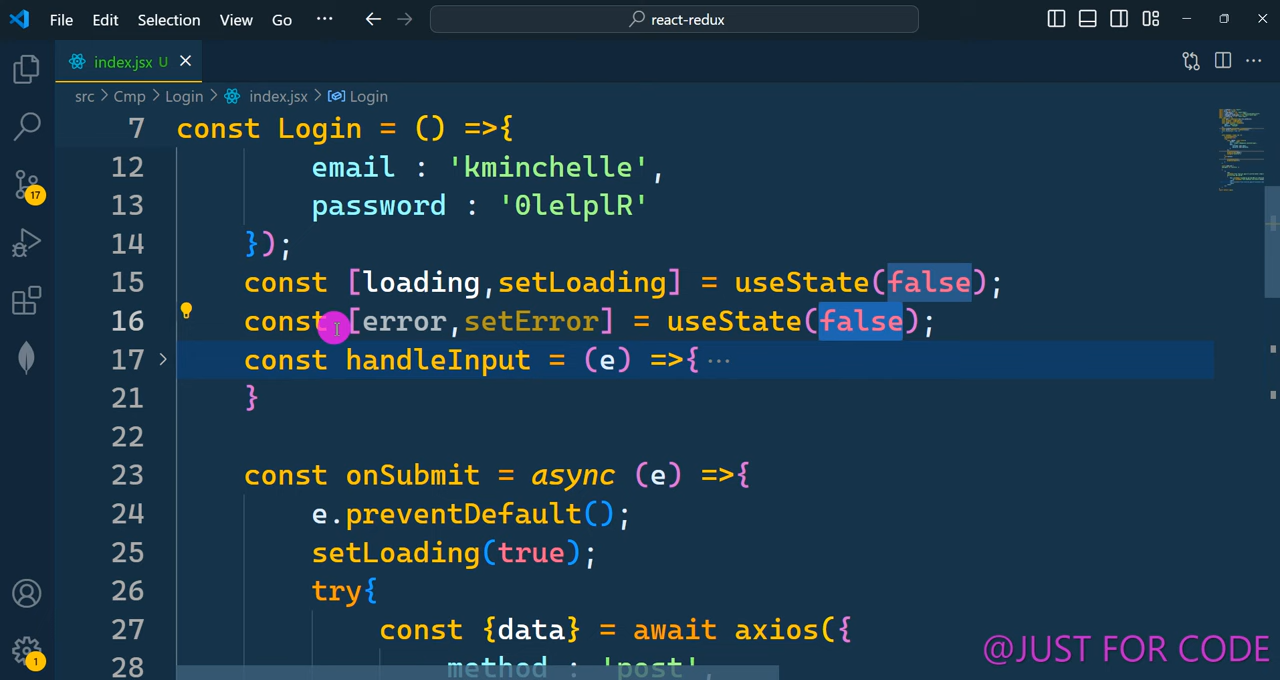 File Edit Selection View Go ··· react-redux
index.jsx U
src > Cmp > Login > index.jsx > Login
7 const Login = () =>{
12 email : 'kminchelle',
13 password : '0lelplR'
14 });
15 const [loading,setLoading] = useState(false);
16 const [error,setError] = useState(false);
17 const handleInput = (e) =>{ ···
21 }
22
23 const onSubmit = async (e) =>{
24 e.preventDefault();
25 setLoading(true);
26 try{
27 const {data} = await axios({
28 method : 'post',
17
1
@JUST FOR CODE